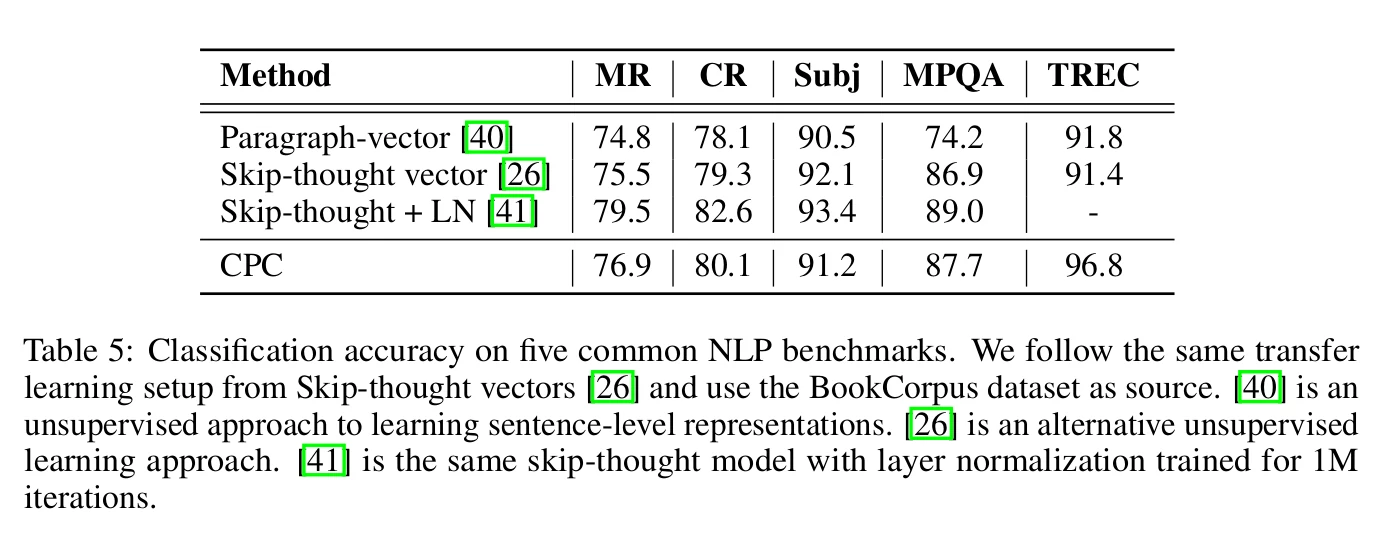 Method MR CR Subj MPQA TREC
Paragraph-vector [40] 74.8 78.1 90.5 74.2 91.8
Skip-thought vector [26] 75.5 79.3 92.1 86.9 91.4
Skip-thought + LN [41] 79.5 82.6 93.4 89.0 -
CPC 76.9 80.1 91.2 87.7 96.8
Table 5: Classification accuracy on five common NLP benchmarks. We follow the same transfer
learning setup from Skip-thought vectors [26] and use the BookCorpus dataset as source. [40] is an
unsupervised approach to learning sentence-level representations. [26] is an alternative unsupervised
learning approach. [41] is the same skip-thought model with layer normalization trained for 1M
iterations.